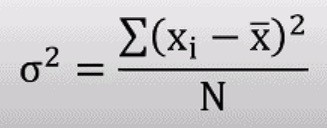 σ² = ∑(xᵢ − x̄)² / N